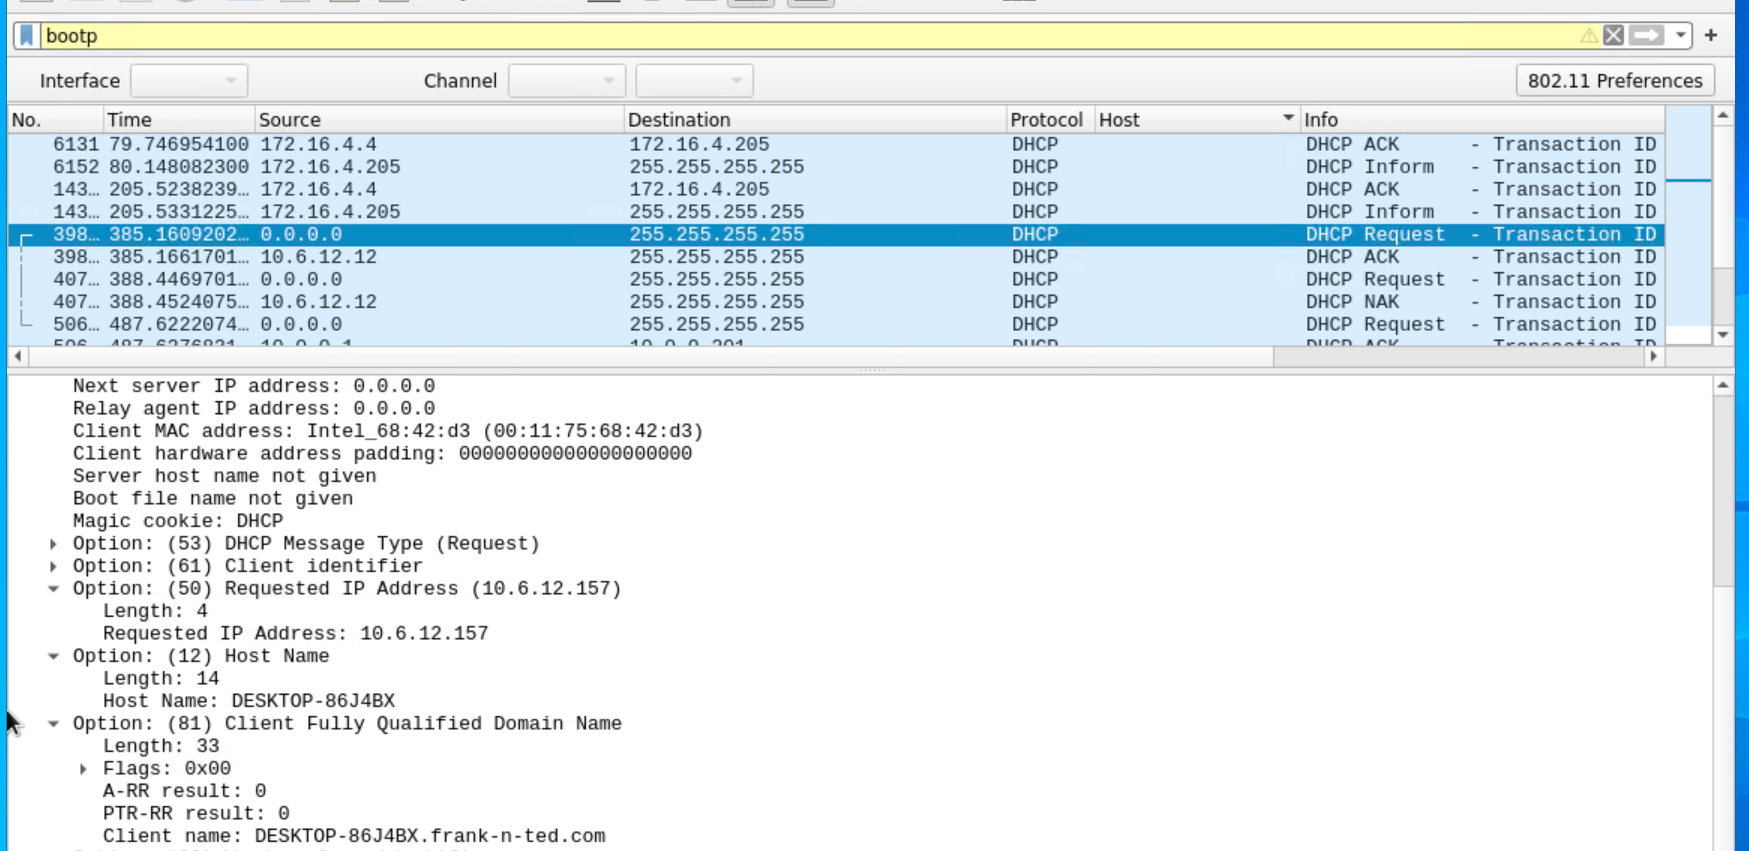 bootp
Interface Channel 802.11 Preferences
No. Time Source Destination Protocol Host Info
6131 79.746954100 172.16.4.4 172.16.4.205 DHCP DHCP ACK - Transaction ID
6152 80.148082300 172.16.4.205 255.255.255.255 DHCP DHCP Inform - Transaction ID
143… 205.5238239… 172.16.4.4 172.16.4.205 DHCP DHCP ACK - Transaction ID
143… 205.5331225… 172.16.4.205 255.255.255.255 DHCP DHCP Inform - Transaction ID
398… 385.1609202… 0.0.0.0 255.255.255.255 DHCP DHCP Request - Transaction ID
398… 385.1661701… 10.6.12.12 255.255.255.255 DHCP DHCP ACK - Transaction ID
407… 388.4469701… 0.0.0.0 255.255.255.255 DHCP DHCP Request - Transaction ID
407… 388.4524075… 10.6.12.12 255.255.255.255 DHCP DHCP NAK - Transaction ID
506… 487.6222074… 0.0.0.0 255.255.255.255 DHCP DHCP Request - Transaction ID
DHCP DHCP ACK - Transaction ID
Next server IP address: 0.0.0.0
Relay agent IP address: 0.0.0.0
Client MAC address: Intel_68:42:d3 (00:11:75:68:42:d3)
Client hardware address padding: 00000000000000000000
Server host name not given
Boot file name not given
Magic cookie: DHCP
Option: (53) DHCP Message Type (Request)
Option: (61) Client identifier
Option: (50) Requested IP Address (10.6.12.157)
Length: 4
Requested IP Address: 10.6.12.157
Option: (12) Host Name
Length: 14
Host Name: DESKTOP-86J4BX
Option: (81) Client Fully Qualified Domain Name
Length: 33
Flags: 0x00
A-RR result: 0
PTR-RR result: 0
Client name: DESKTOP-86J4BX.frank-n-ted.com